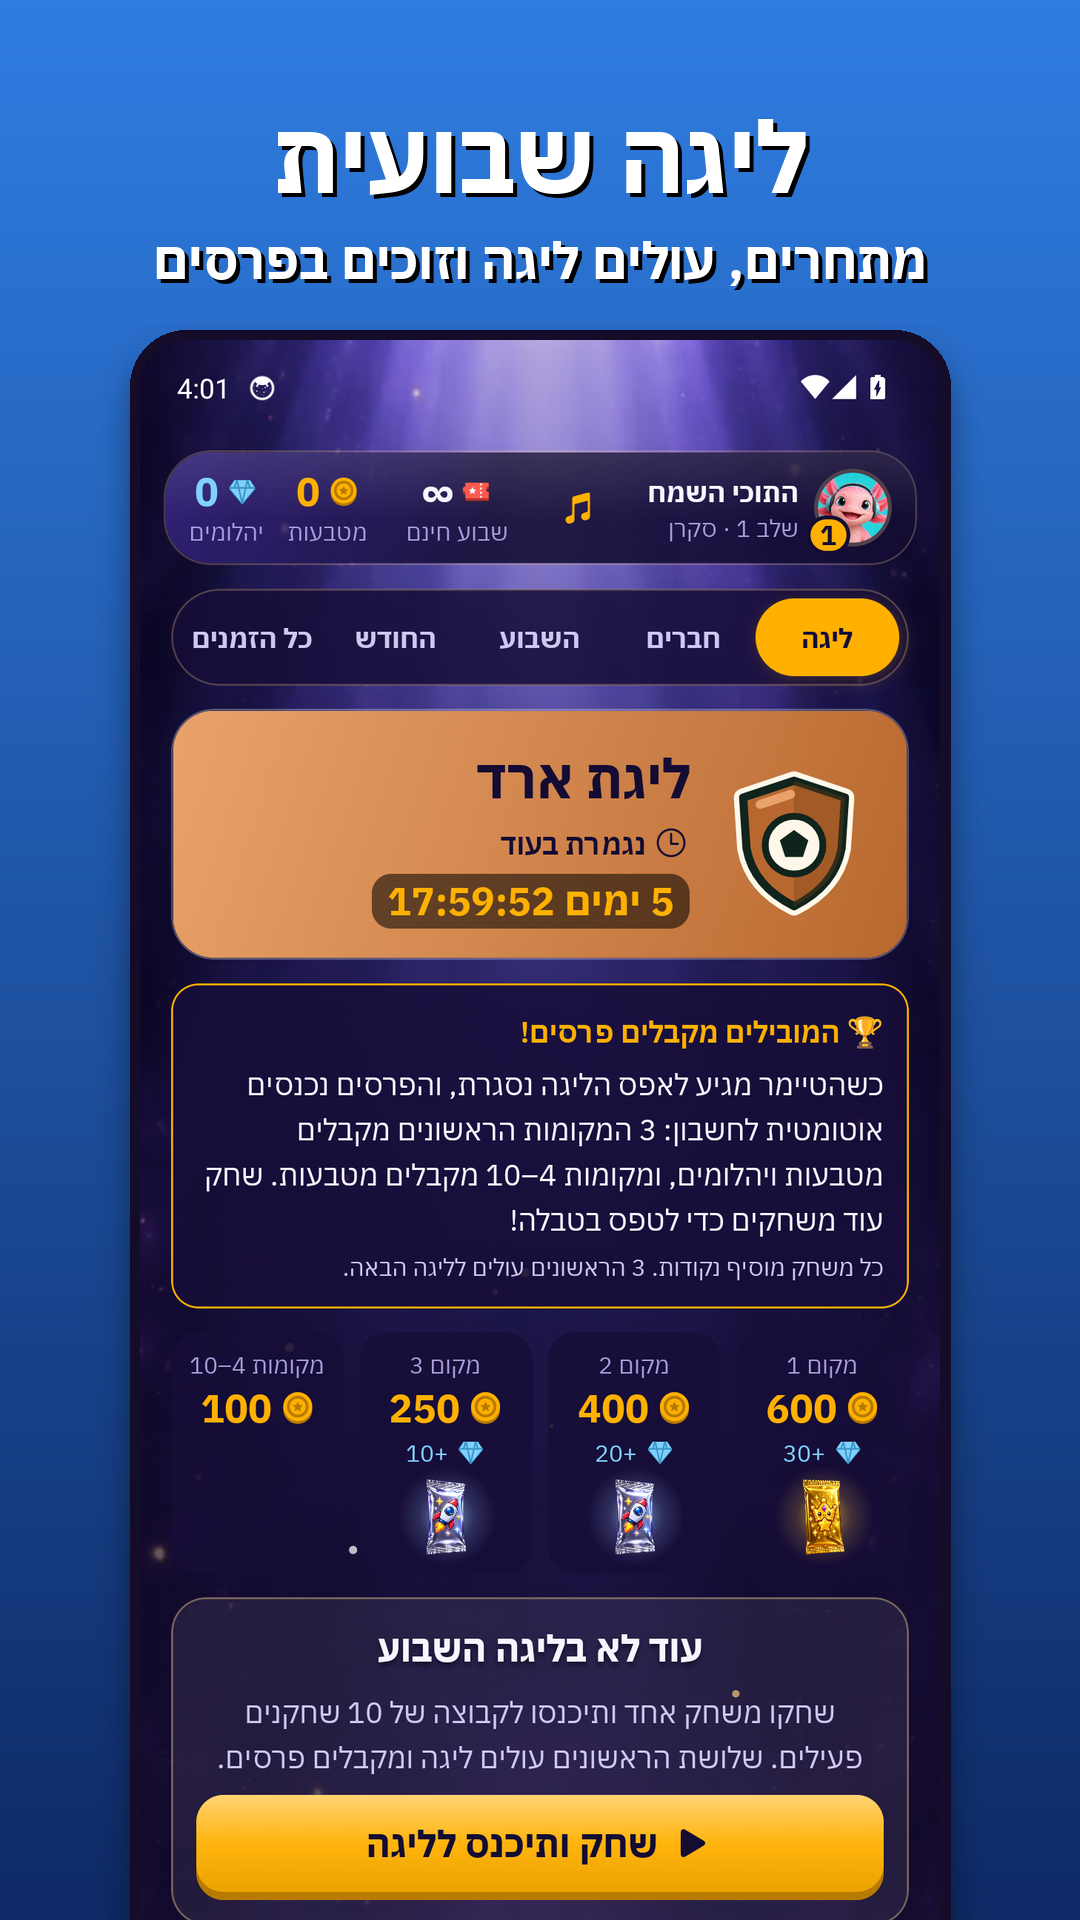 ליגה שבועית
מתחרים, עולים ליגה וזוכים בפרסים
4:01
התוכי השמח
שלב 1 · סקרן
1
∞
שבוע חינם
0
מטבעות
0
יהלומים
ליגה
חברים
השבוע
החודש
כל הזמנים
ליגת ארד
נגמרת בעוד
5 ימים 17:59:52
🏆 המובילים מקבלים פרסים!
כשהטיימר מגיע לאפס הליגה נסגרת, והפרסים נכנסים
אוטומטית לחשבון: 3 המקומות הראשונים מקבלים
מטבעות ויהלומים, ומקומות 4–10 מקבלים מטבעות. שחק
עוד משחקים כדי לטפס בטבלה!
כל משחק מוסיף נקודות. 3 הראשונים עולים לליגה הבאה.
מקום 1
600
+30
מקום 2
400
+20
מקום 3
250
+10
מקומות 4–10
100
עוד לא בליגה השבוע
שחקו משחק אחד ותיכנסו לקבוצה של 10 שחקנים
פעילים. שלושת הראשונים עולים ליגה ומקבלים פרסים.
שחק ותיכנס לליגה